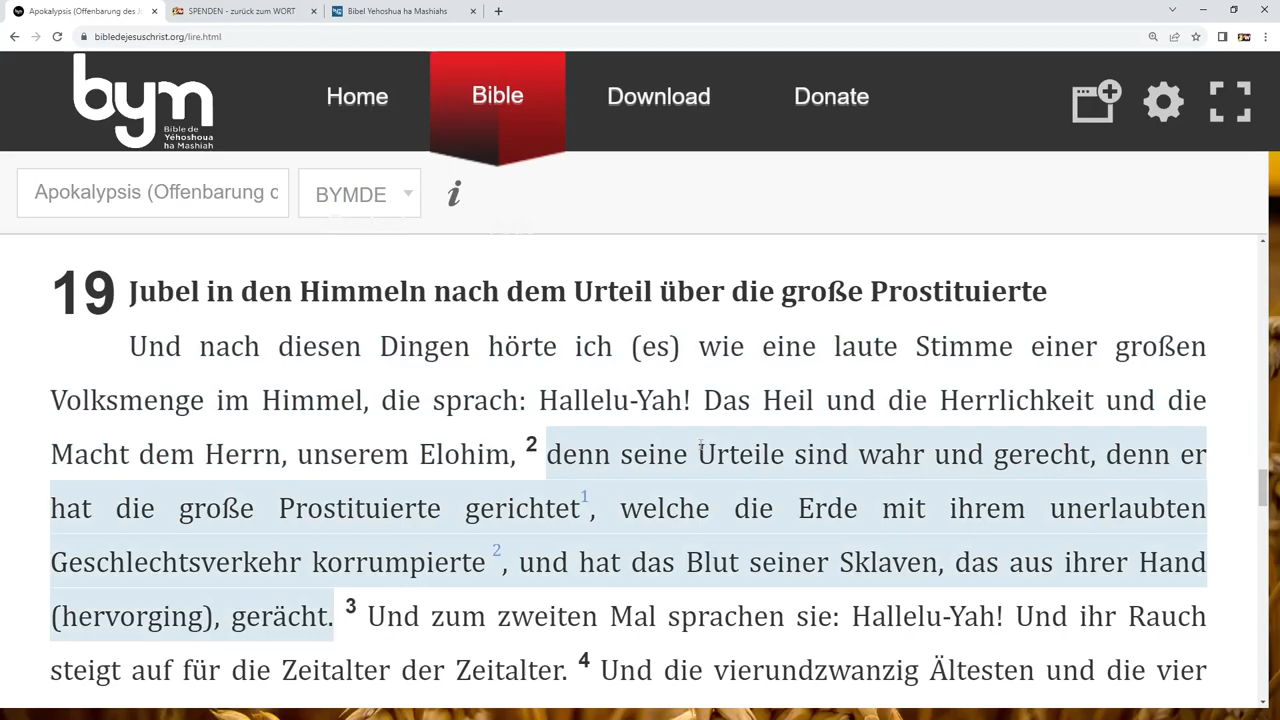 Apokalypsis (Offenbarung des J
SPENDEN - zurück zum WORT
Bibel Yehoshua ha Mashiahs
bibledejesuschrist.org/lire.html
bym
Bible de
Yéhoshoua
ha Mashiah
Home
Bible
Download
Donate
Apokalypsis (Offenbarung d
BYMDE
i
19 Jubel in den Himmeln nach dem Urteil über die große Prostituierte
Und nach diesen Dingen hörte ich (es) wie eine laute Stimme einer großen
Volksmenge im Himmel, die sprach: Hallelu-Yah! Das Heil und die Herrlichkeit und die
Macht dem Herrn, unserem Elohim, 2 denn seine Urteile sind wahr und gerecht, denn er
hat die große Prostituierte gerichtet1, welche die Erde mit ihrem unerlaubten
Geschlechtsverkehr korrumpierte 2, und hat das Blut seiner Sklaven, das aus ihrer Hand
(hervorging), gerächt. 3 Und zum zweiten Mal sprachen sie: Hallelu-Yah! Und ihr Rauch
steigt auf für die Zeitalter der Zeitalter. 4 Und die vierundzwanzig Ältesten und die vier